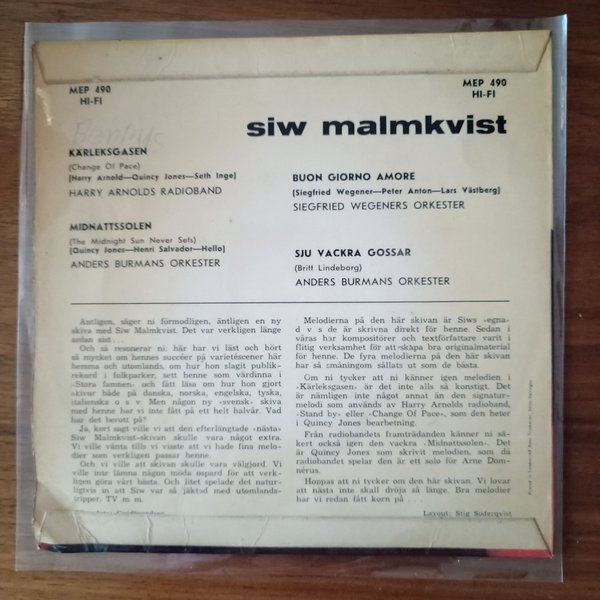 MEP 490
HI-FI
MEP 490
HI-FI
siw malmkvist
KÄRLEKSGASEN
(Change Of Pace)
(Harry Arnold—Quincy Jones—Seth Inge)
HARRY ARNOLDS RADIOBAND
MIDNATTSSOLEN
(The Midnight Sun Never Sets)
(Quincy Jones—Henri Salvador—Hello)
ANDERS BURMANS ORKESTER
BUON GIORNO AMORE
(Siegfried Wegener—Peter Anton—Lars Västberg)
SIEGFRIED WEGENERS ORKESTER
SJU VACKRA GOSSAR
(Britt Lindeborg)
ANDERS BURMANS ORKESTER
Äntligen, säger ni förmodligen, äntligen en ny
skiva med Siw Malmkvist. Det var verkligen länge
sedan sist . . .
Och så resonerar ni: här har vi läst och hört
så mycket om hennes succéer på varietéscener här
hemma och utomlands, om hur hon slagit publik-
rekord i folkparker, sett henne som värdinna i
»Stora famnen» och fått läsa om hur hon gjort
skivor både på danska, norska, engelska, tyska,
italienska o s v. Men någon ny »svensk» skiva
med henne har vi inte fått på ett helt halvår. Vad
har det berott på?
Ja, kort sagt ville vi att den efterlängtade »nästa»
Siw Malmkvist-skivan skulle vara något extra.
Vi ville vänta tills vi visste att vi hade fina melo-
dier som verkligen passar henne.
Och vi ville att skivan skulle vara välgjord. Vi
ville inte lämna någon möda sopard för att verk-
ligen göra vårt bästa. Och litet spelade det natur-
ligtvis in att Siw var så jäktad med utomlands-
tripper, TV m m.
Melodierna på den här skivan är Siws »egna»
d v s de är skrivna direkt för henne. Sedan i
våras har kompositörer och textförfattare varit i
flitig verksamhet för att skapa bra originalmaterial
för henne. De fyra melodierna på den här skivan
har så småningom sållats ut som de bästa.
Om ni tycker att ni känner igen melodien i
»Kärleksgasen» är det inte alls så konstigt. Det
är nämligen inte något annat än den signatur-
melodi som används av Harry Arnolds radioband,
»Stand by» eller »Change Of Pace», som den heter
i Quincy Jones bearbetning.
Från radiobandets framträdanden känner ni sä-
kert också igen den vackra »Midnattssolen». Det
är Quincy Jones som skrivit melodien, som då
radiobandet spelar den är ett solo för Arne Dom-
nérus.
Hoppas att ni tycker om den här skivan. Vi lovar
att nästa inte skall dröja så länge. Bra melodier
har vi redan fått korn på . . .
Layout: Stig Söderqvist